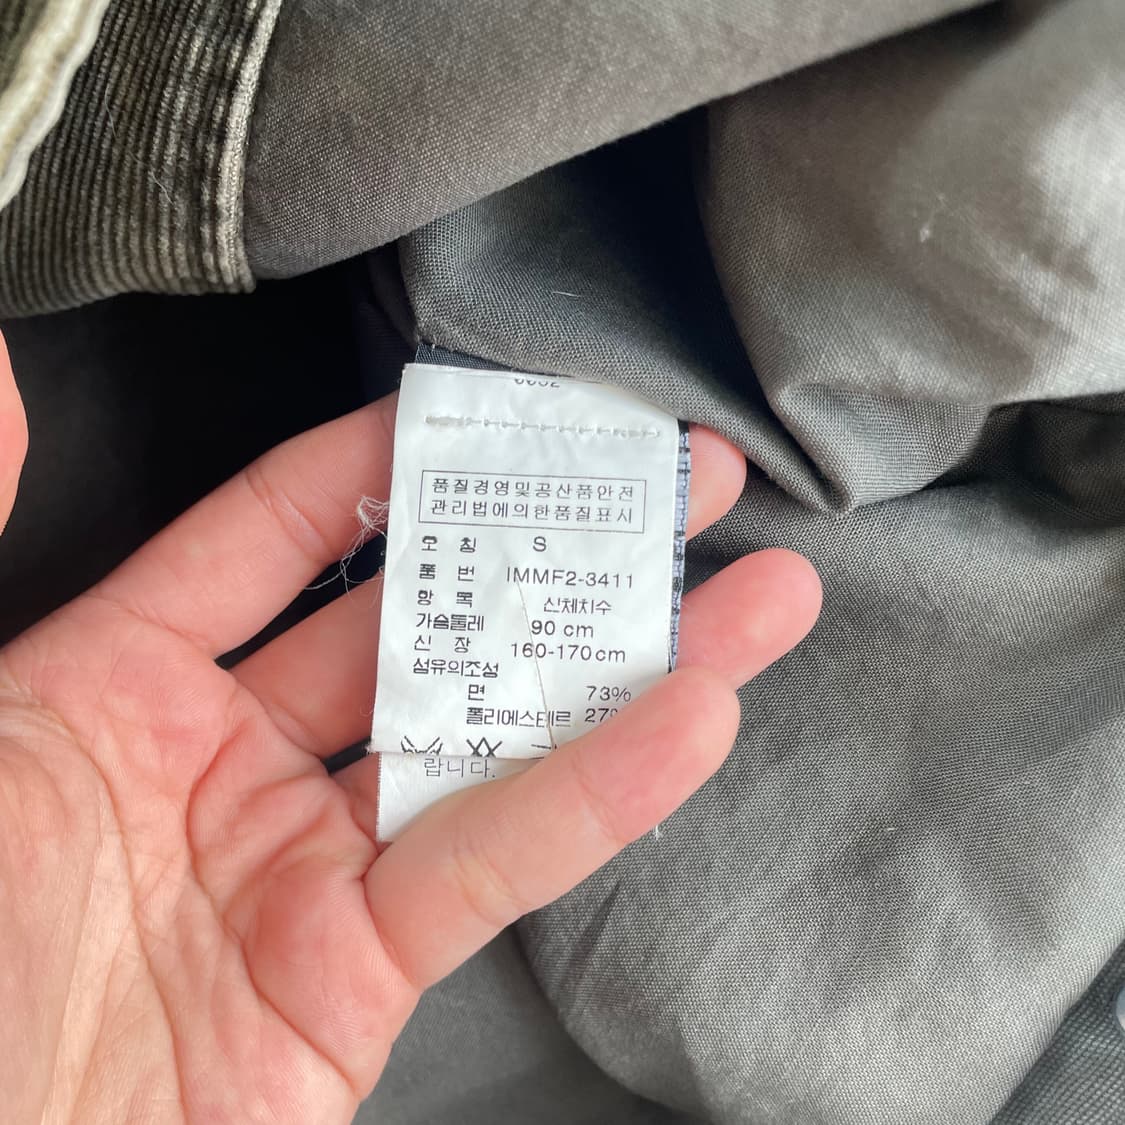 품질경영및공산품안전
관리법에의한품질표시
호 칭 S
품 번 IMMF2-3411
항 목 신체치수
가슴둘레 90 cm
신 장 160-170cm
섬유의조성
면 73%
폴리에스테르
랍니다.